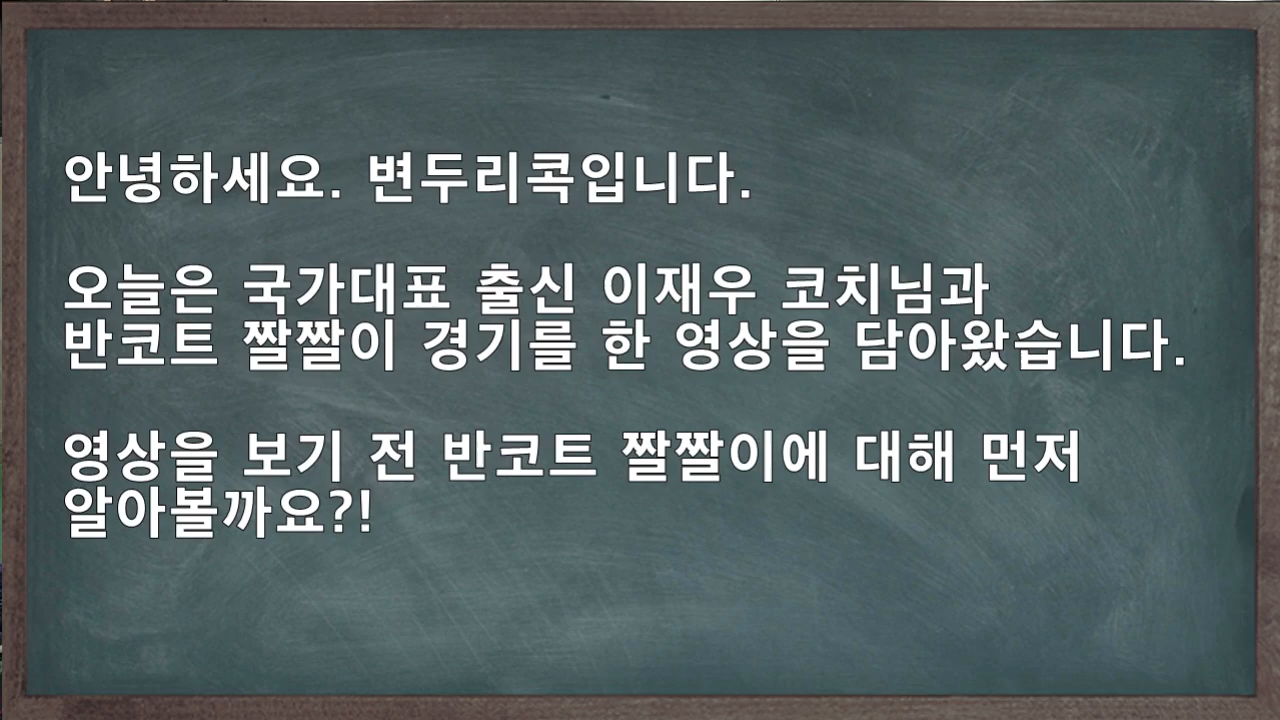 안녕하세요. 변두리콕입니다.
오늘은 국가대표 출신 이재우 코치님과
반코트 짤짤이 경기를 한 영상을 담아왔습니다.
영상을 보기 전 반코트 짤짤이에 대해 먼저
알아볼까요?!